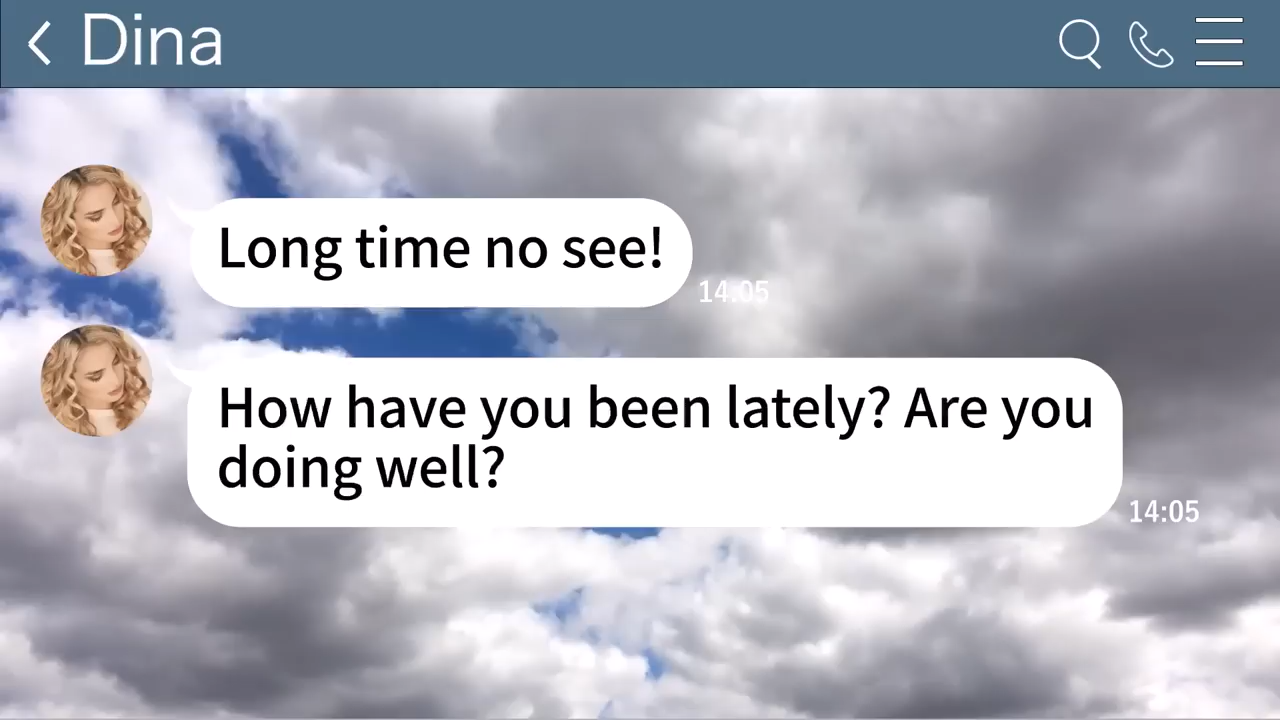 Dina
Long time no see!
14:05
How have you been lately? Are you
doing well?
14:05